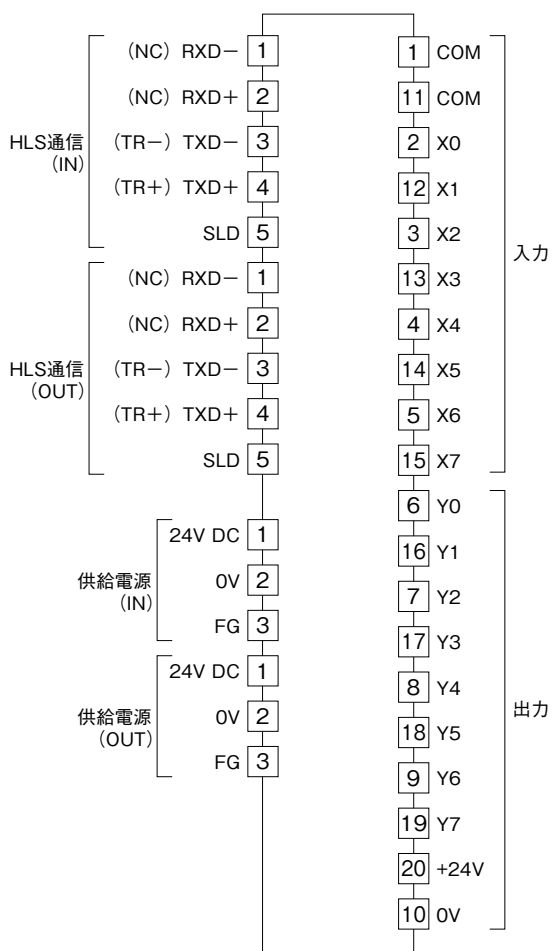 HLS通信
(IN)
(NC) RXD− 1
(NC) RXD+ 2
(TR−) TXD− 3
(TR+) TXD+ 4
SLD 5
HLS通信
(OUT)
(NC) RXD− 1
(NC) RXD+ 2
(TR−) TXD− 3
(TR+) TXD+ 4
SLD 5
供給電源
(IN)
24V DC 1
0V 2
FG 3
供給電源
(OUT)
24V DC 1
0V 2
FG 3
1 COM
11 COM
2 X0
12 X1
3 X2
13 X3
4 X4
14 X5
5 X6
15 X7
入力
6 Y0
16 Y1
7 Y2
17 Y3
8 Y4
18 Y5
9 Y6
19 Y7
20 +24V
10 0V
出力